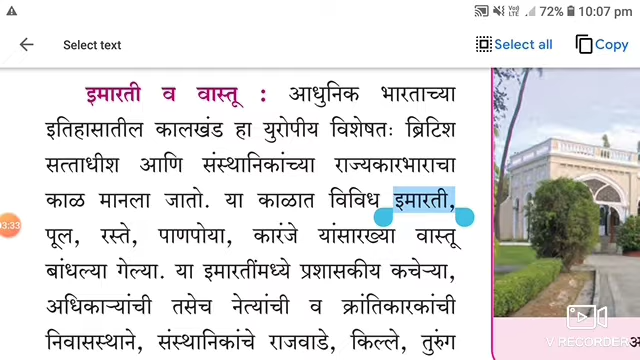 72% 10:07 pm
Select text
Select all
Copy
इमारती व वास्तू : आधुनिक भारताच्या
इतिहासातील कालखंड हा युरोपीय विशेषतः ब्रिटिश
सत्ताधीश आणि संस्थानिकांच्या राज्यकारभाराचा
काळ मानला जातो. या काळात विविध इमारती,
पूल, रस्ते, पाणपोया, कारंजे यांसारख्या वास्तू
बांधल्या गेल्या. या इमारतींमध्ये प्रशासकीय कचेऱ्या,
अधिकाऱ्यांची तसेच नेत्यांची व क्रांतिकारकांची
निवासस्थाने, संस्थानिकांचे राजवाडे, किल्ले, तुरुंग
03:33
V RECORDER